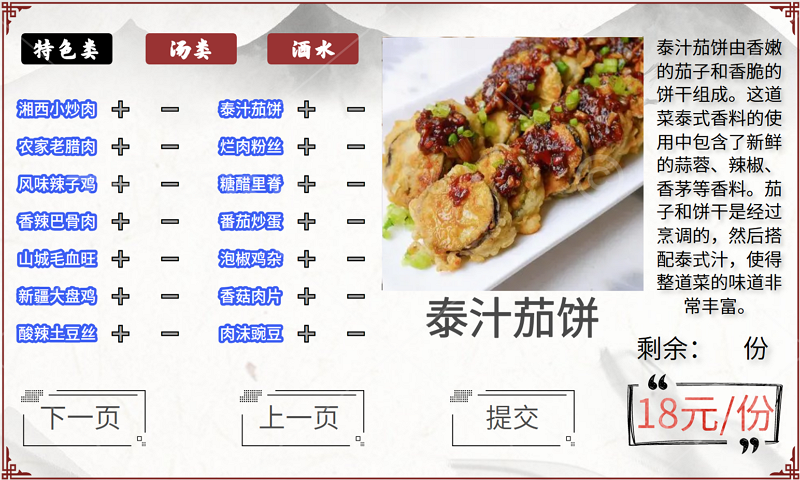 特色类 汤类 酒水
湘西小炒肉 泰汁茄饼
农家老腊肉 烂肉粉丝
风味辣子鸡 糖醋里脊
香辣巴骨肉 番茄炒蛋
山城毛血旺 泡椒鸡杂
新疆大盘鸡 香菇肉片
酸辣土豆丝 肉沫豌豆
泰汁茄饼由香嫩
的茄子和香脆的
饼干组成。这道
菜泰式香料的使
用中包含了新鲜
的蒜蓉、辣椒、
香茅等香料。茄
子和饼干是经过
烹调的，然后搭
配泰式汁，使得
整道菜的味道非
常丰富。
泰汁茄饼
剩余： 份
18元/份
下一页 上一页 提交